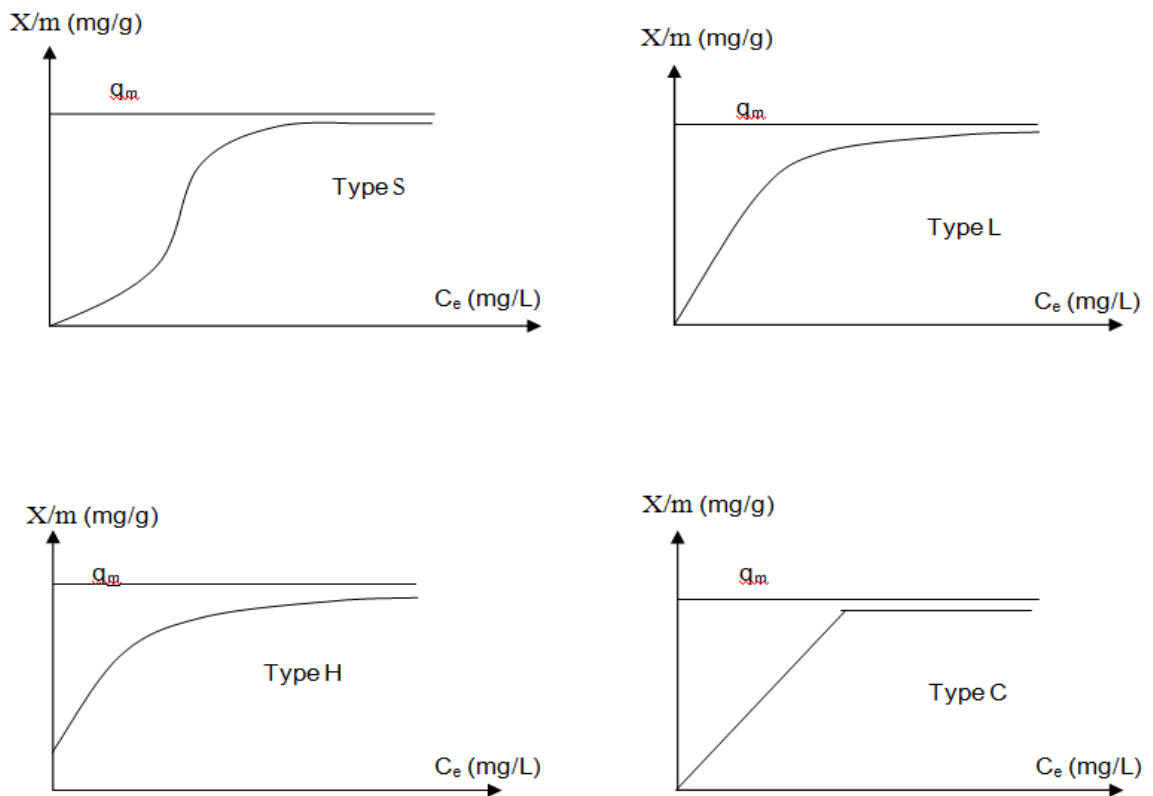 X/m (mg/g)
qm
Type S
Ce (mg/L)
X/m (mg/g)
qm
Type L
Ce (mg/L)
X/m (mg/g)
qm
Type H
Ce (mg/L)
X/m (mg/g)
qm
Type C
Ce (mg/L)